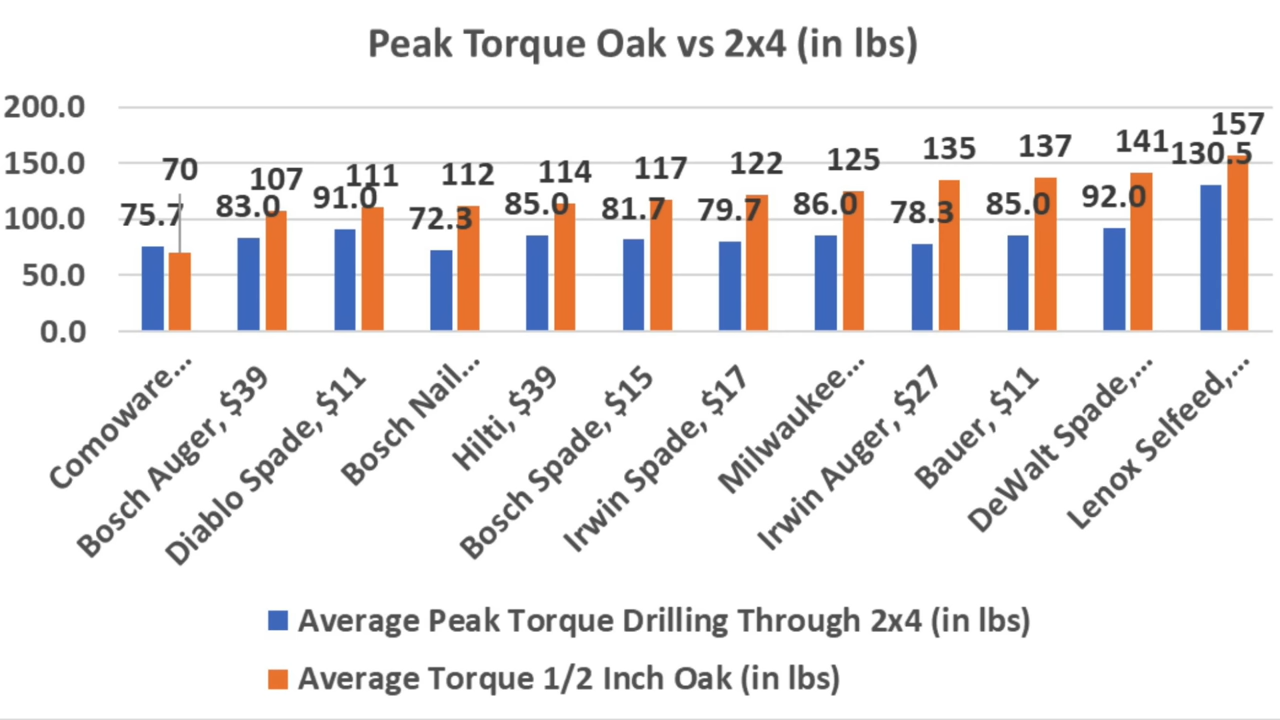 Peak Torque Oak vs 2x4 (in lbs)
200.0
150.0
100.0
50.0
0.0
75.7 70
83.0 107
91.0 111
72.3 112
85.0 114
81.7 117
79.7 122
86.0 125
78.3 135
85.0 137
92.0 141
130.5 157
Comoware...
Bosch Auger, $39
Diablo Spade, $11
Bosch Nail...
Hilti, $39
Bosch Spade, $15
Irwin Spade, $17
Milwaukee...
Irwin Auger, $27
Bauer, $11
DeWalt Spade,...
Lenox Selfeed,...
Average Peak Torque Drilling Through 2x4 (in lbs)
Average Torque 1/2 Inch Oak (in lbs)